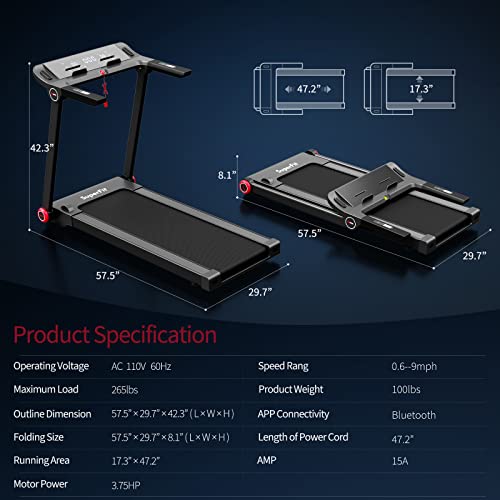 47.2"
17.3"
42.3"
SuperFit
57.5"
29.7"
8.1"
SuperFit
57.5"
29.7"
Product Specification
Operating Voltage AC 110V 60Hz
Speed Rang 0.6--9mph
Maximum Load 265lbs
Product Weight 100lbs
Outline Dimension 57.5"×29.7"×42.3" (L×W×H)
APP Connectivity Bluetooth
Folding Size 57.5"×29.7"×8.1" (L×W×H)
Length of Power Cord 47.2"
Running Area 17.3"×47.2"
AMP 15A
Motor Power 3.75HP